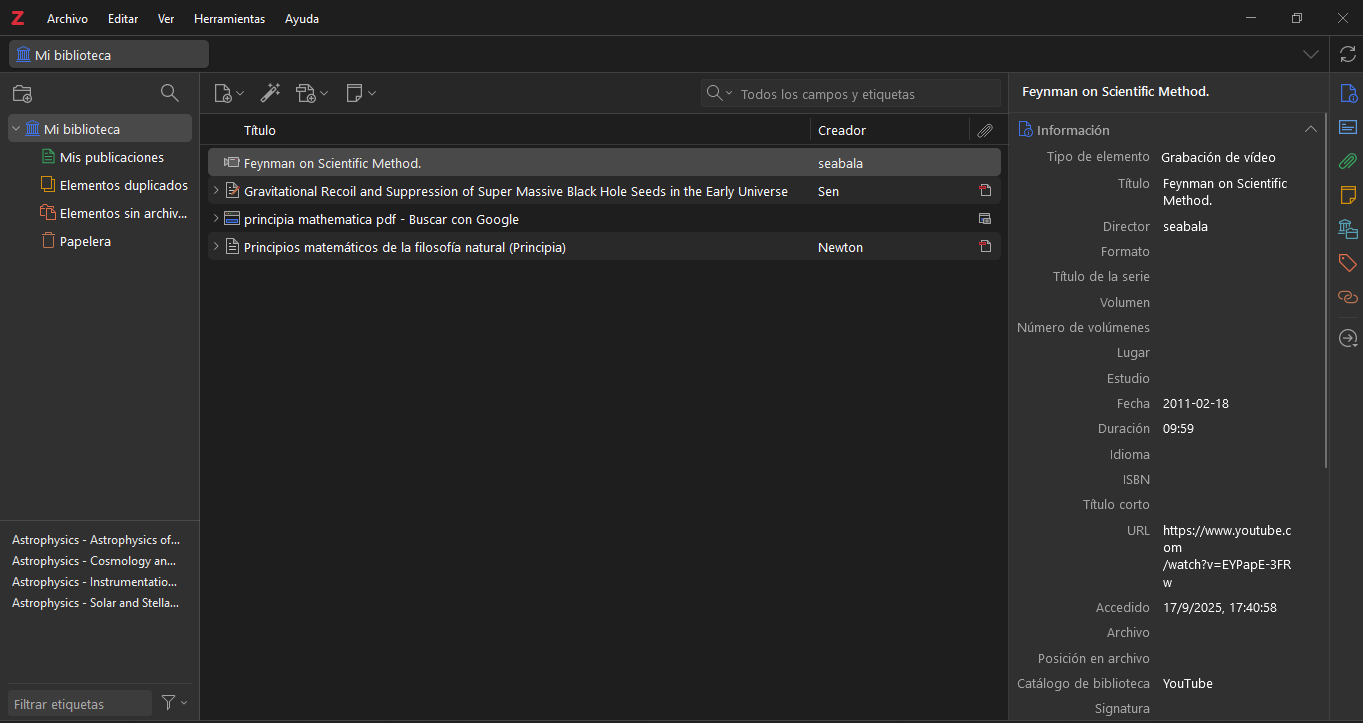 Z Archivo Editar Ver Herramientas Ayuda
Mi biblioteca
Todos los campos y etiquetas
Mi biblioteca
Mis publicaciones
Elementos duplicados
Elementos sin archiv...
Papelera
Astrophysics - Astrophysics of...
Astrophysics - Cosmology an...
Astrophysics - Instrumentatio...
Astrophysics - Solar and Stella...
Filtrar etiquetas
Título Creador
Feynman on Scientific Method. seabala
Gravitational Recoil and Suppression of Super Massive Black Hole Seeds in the Early Universe Sen
principia mathematica pdf - Buscar con Google
Principios matemáticos de la filosofía natural (Principia) Newton
Feynman on Scientific Method.
Información
Tipo de elemento Grabación de vídeo
Título Feynman on Scientific
Method.
Director seabala
Formato
Título de la serie
Volumen
Número de volúmenes
Lugar
Estudio
Fecha 2011-02-18
Duración 09:59
Idioma
ISBN
Título corto
URL https://www.youtube.c
om
/watch?v=EYPapE-3FR
w
Accedido 17/9/2025, 17:40:58
Archivo
Posición en archivo
Catálogo de biblioteca YouTube
Signatura